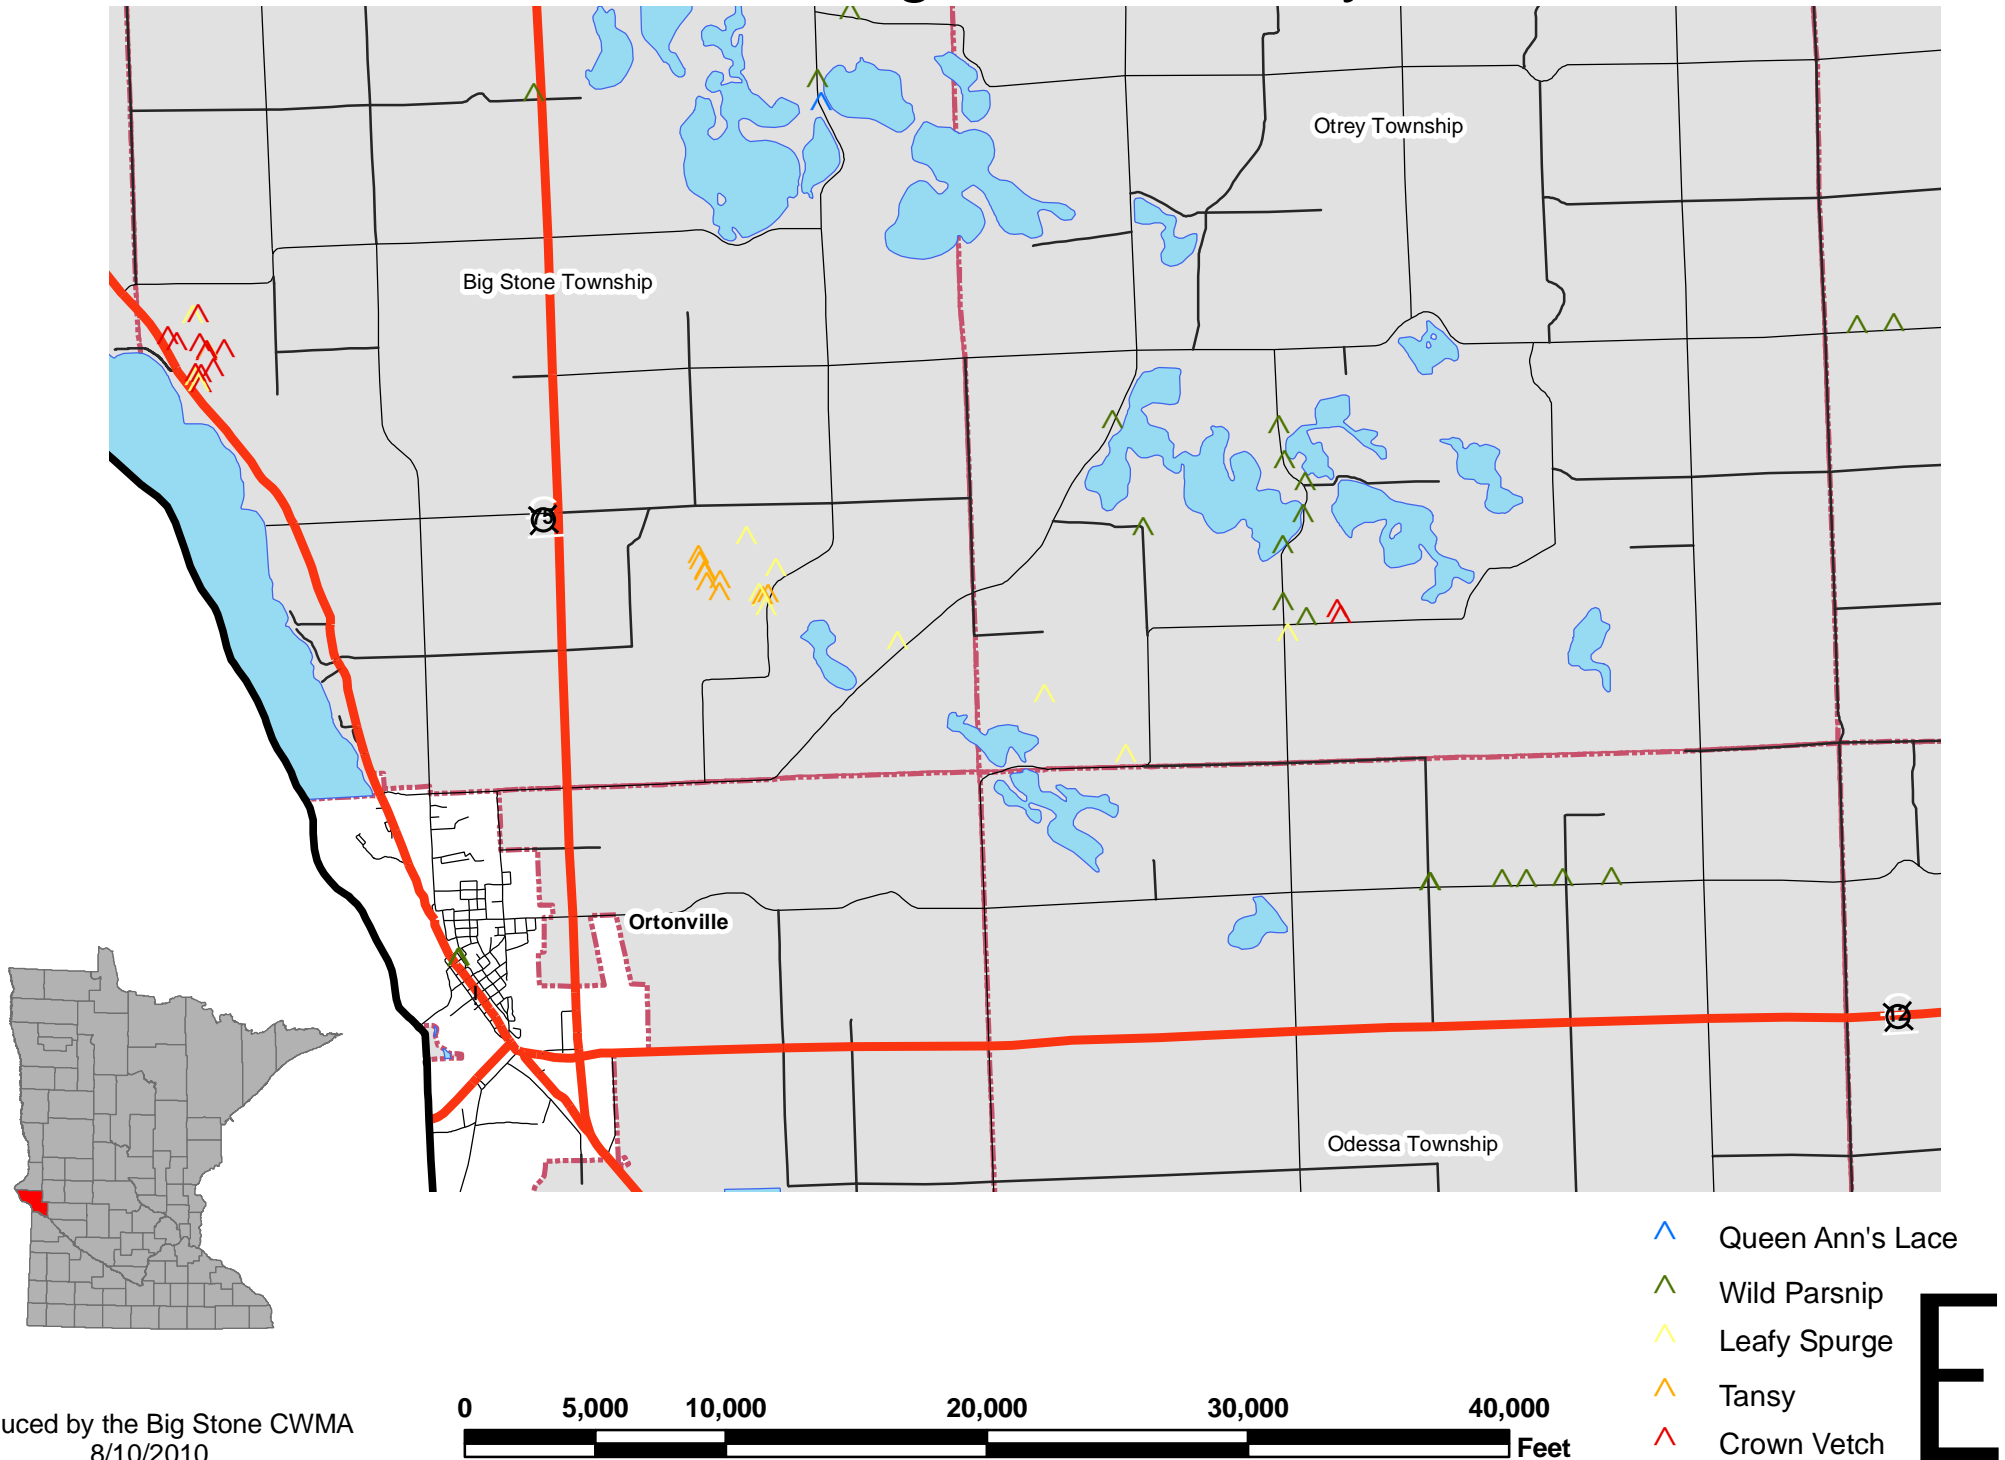 Otrey Township
Big Stone Township
75
Ortonville
12
Odessa Township
Queen Ann's Lace
Wild Parsnip
Leafy Spurge
Tansy
Crown Vetch
E
0 5,000 10,000 20,000 30,000 40,000
Feet
uced by the Big Stone CWMA
8/10/2010